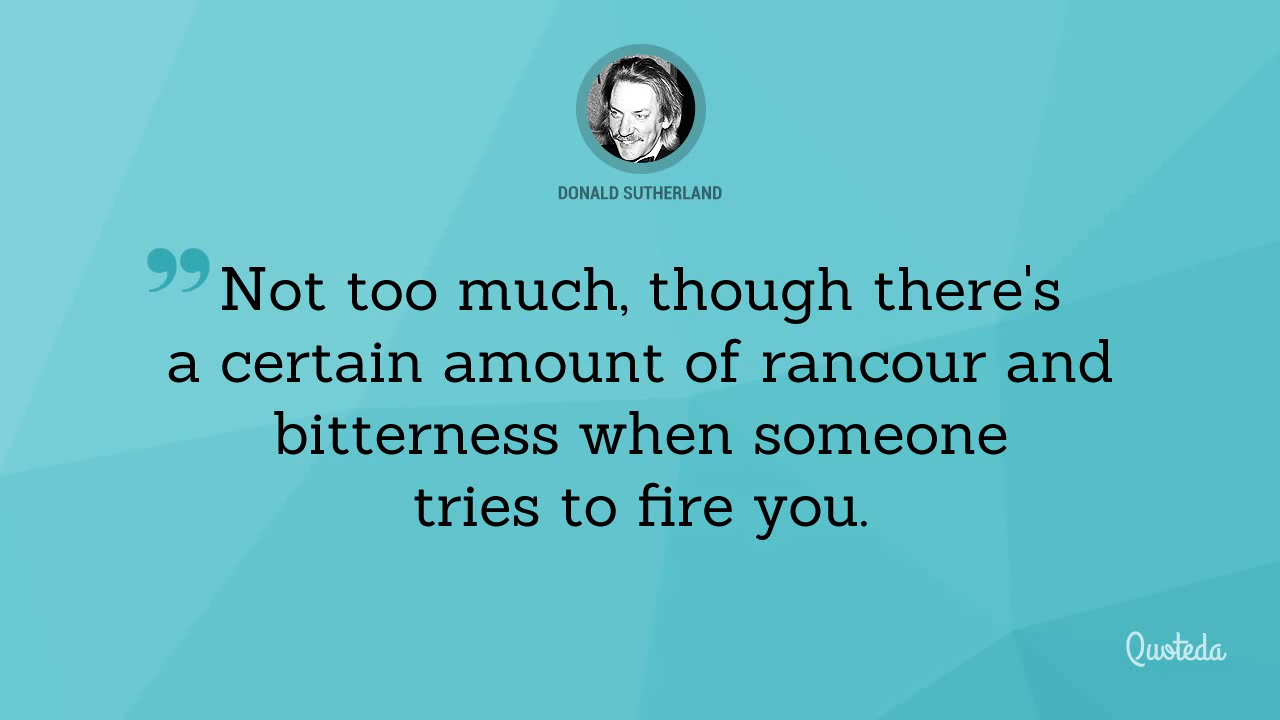 DONALD SUTHERLAND
” Not too much, though there's
a certain amount of rancour and
bitterness when someone
tries to fire you.
Quoteda